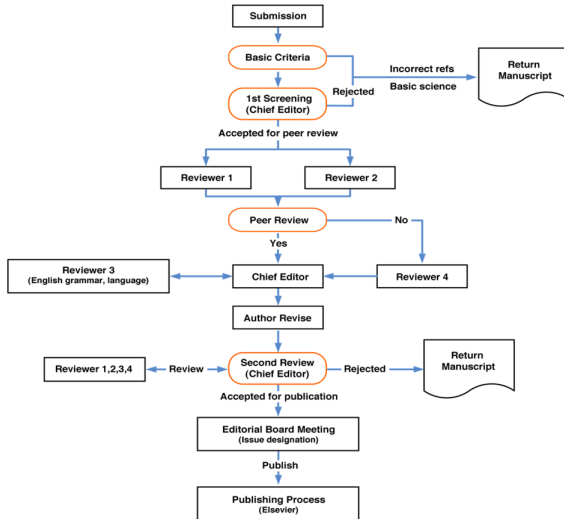 Submission
Basic Criteria
Incorrect refs
Return
Manuscript
Rejected
Basic science
1st Screening
(Chief Editor)
Accepted for peer review
Reviewer 1
Reviewer 2
Peer Review
No
Yes
Reviewer 3
(English grammar, language)
Chief Editor
Reviewer 4
Author Revise
Reviewer 1,2,3,4
Review
Second Review
(Chief Editor)
Rejected
Return
Manuscript
Accepted for publication
Editorial Board Meeting
(Issue designation)
Publish
Publishing Process
(Elsevier)